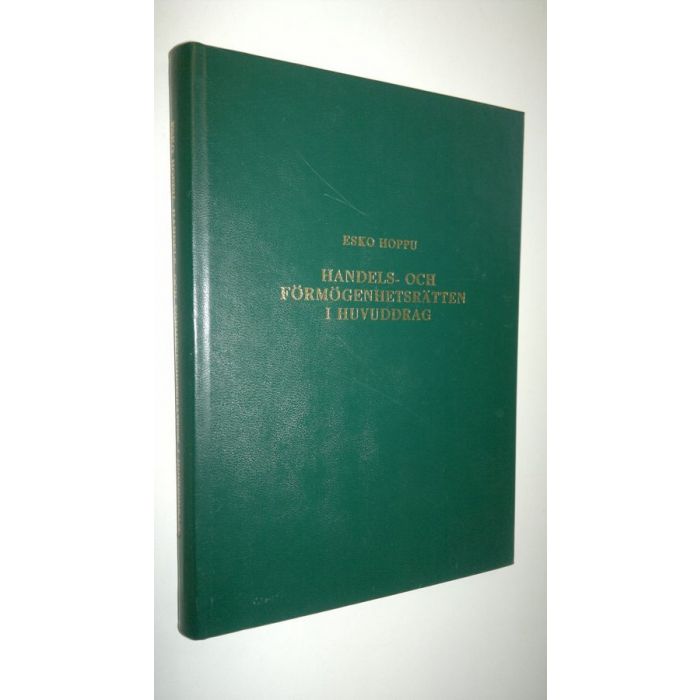 ESKO HOPPU
HANDELS- OCH
FÖRMÖGENHETSRÄTTEN
I HUVUDDRAG